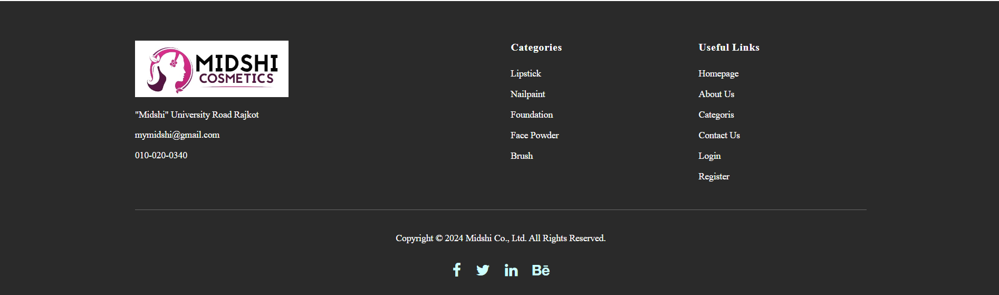 MIDSHI
COSMETICS
"Midshi" University Road Rajkot
mymidshi@gmail.com
010-020-0340
Categories
Lipstick
Nailpaint
Foundation
Face Powder
Brush
Useful Links
Homepage
About Us
Categoris
Contact Us
Login
Register
Copyright © 2024 Midshi Co., Ltd. All Rights Reserved.